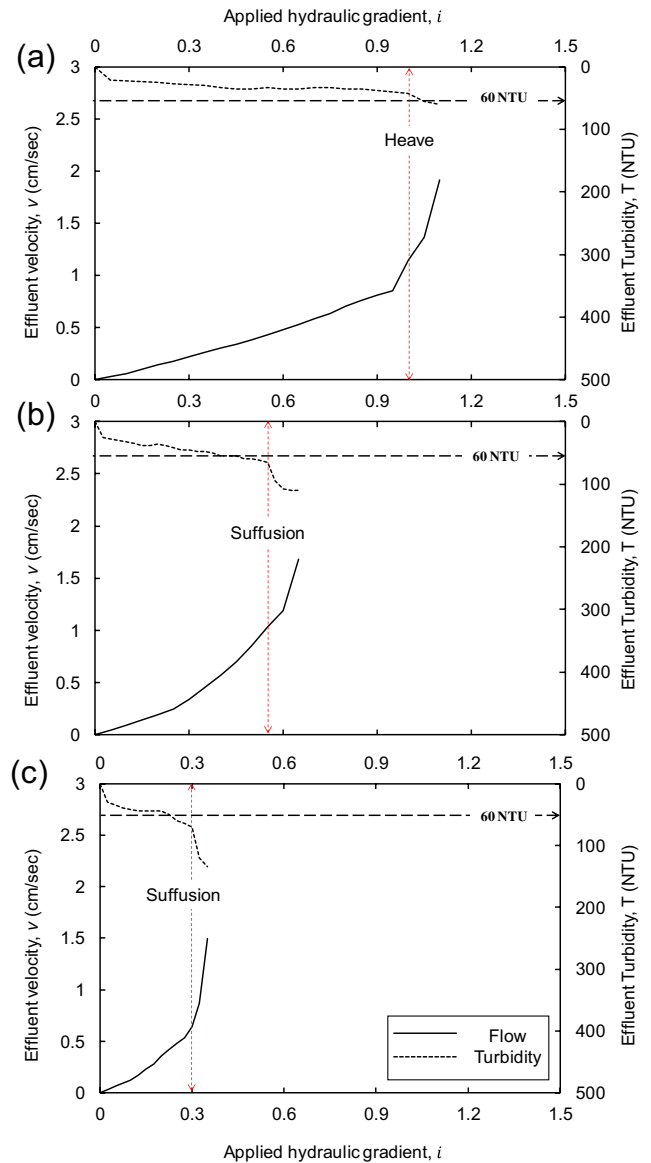 Applied hydraulic gradient, i
0 0.3 0.6 0.9 1.2 1.5
(a)
3 0
60 NTU
2.5 100
Heave
2 200
1.5
300
1
400
0.5
0 500
Effluent velocity, v (cm/sec)
Effluent Turbidity, T (NTU)
0 0.3 0.6 0.9 1.2 1.5
(b)
3 0
60 NTU
2.5 100
Suffusion
2 200
1.5
300
1
400
0.5
0 500
Effluent velocity, v (cm/sec)
Effluent Turbidity, T (NTU)
0 0.3 0.6 0.9 1.2 1.5
(c)
3 0
60 NTU
2.5 100
Suffusion
2 200
1.5
300
1
400
0.5
0 500
Effluent velocity, v (cm/sec)
Effluent Turbidity, T (NTU)
Flow
Turbidity
0 0.3 0.6 0.9 1.2 1.5
Applied hydraulic gradient, i